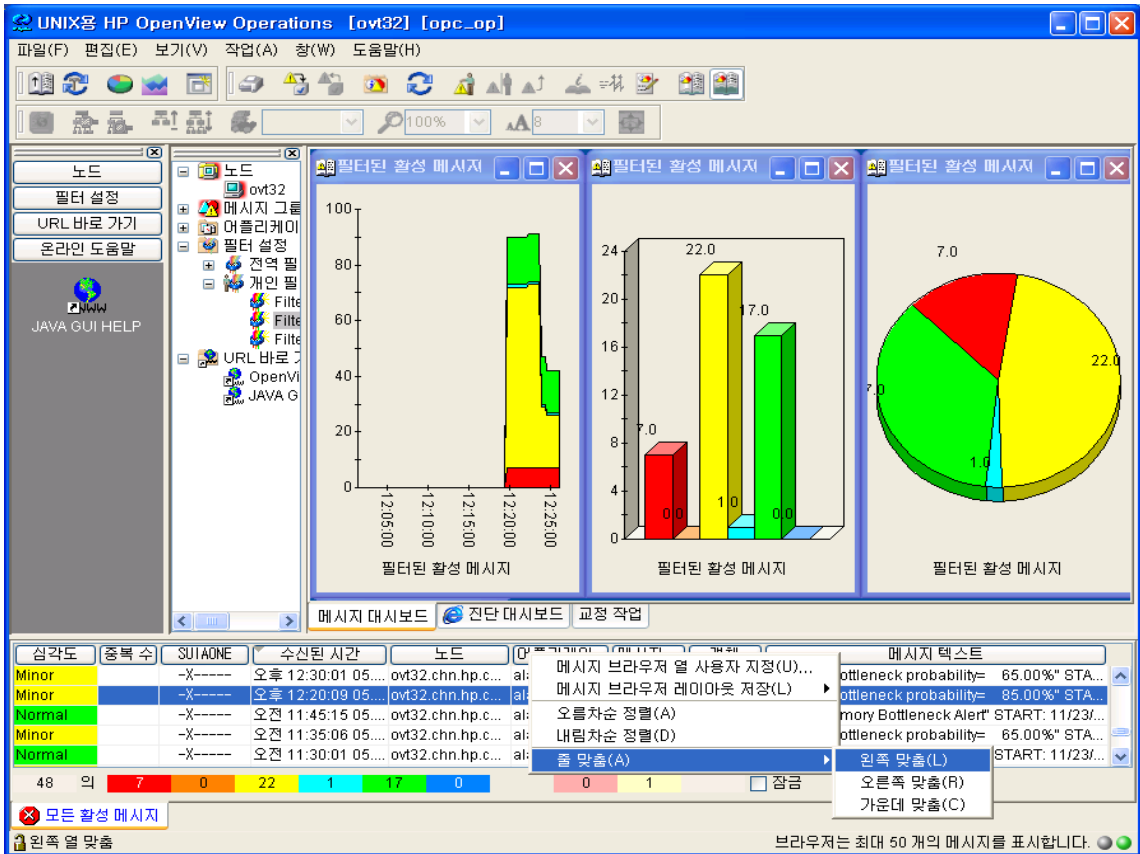 UNIX용 HP OpenView Operations [ovt32] [opc_op]
파일(F) 편집(E) 보기(V) 작업(A) 창(W) 도움말(H)
100% 8
노드
필터 설정
URL 바로 가기
온라인 도움말
JAVA GUI HELP
노드
ovt32
메시지 그룹
어플리케이
필터 설정
전역 필
개인 필
Filte
Filte
Filte
URL 바로
OpenVi
JAVA G
필터된 활성 메시지
100
80
60
40
20
0
12:05:00
12:10:00
12:15:00
12:20:00
12:25:00
필터된 활성 메시지
필터된 활성 메시지
24
20
16
12
8
4
0
7.0
0.0
22.0
1.0
17.0
0.0
필터된 활성 메시지
필터된 활성 메시지
7.0
22.0
1.0
7.0
필터된 활성 메시지
메시지 대시보드 진단 대시보드 교정 작업
심각도 중복 수 SUIAONE 수신된 시간 노드 메시지 텍스트
Minor -X----- 오후 12:30:01 05.... ovt32.chn.hp.c... al ottleneck probability= 65.00%" STA...
Minor -X----- 오후 12:20:09 05.... ovt32.chn.hp.c... al ottleneck probability= 85.00%" STA...
Normal -X----- 오전 11:45:15 05.... ovt32.chn.hp.c... al mory Bottleneck Alert" START: 11/23/...
Minor -X----- 오전 11:35:06 05.... ovt32.chn.hp.c... al ottleneck probability= 65.00%" STA...
Normal -X----- 오전 11:30:01 05.... ovt32.chn.hp.c... al START: 11/23/...
메시지 브라우저 열 사용자 지정(U)...
메시지 브라우저 레이아웃 저장(L)
오름차순 정렬(A)
내림차순 정렬(D)
줄 맞춤(A)
왼쪽 맞춤(L)
오른쪽 맞춤(R)
가운데 맞춤(C)
48 의 7 0 22 1 17 0 0 1 잠금
모든 활성 메시지
왼쪽 열 맞춤 브라우저는 최대 50 개의 메시지를 표시합니다.